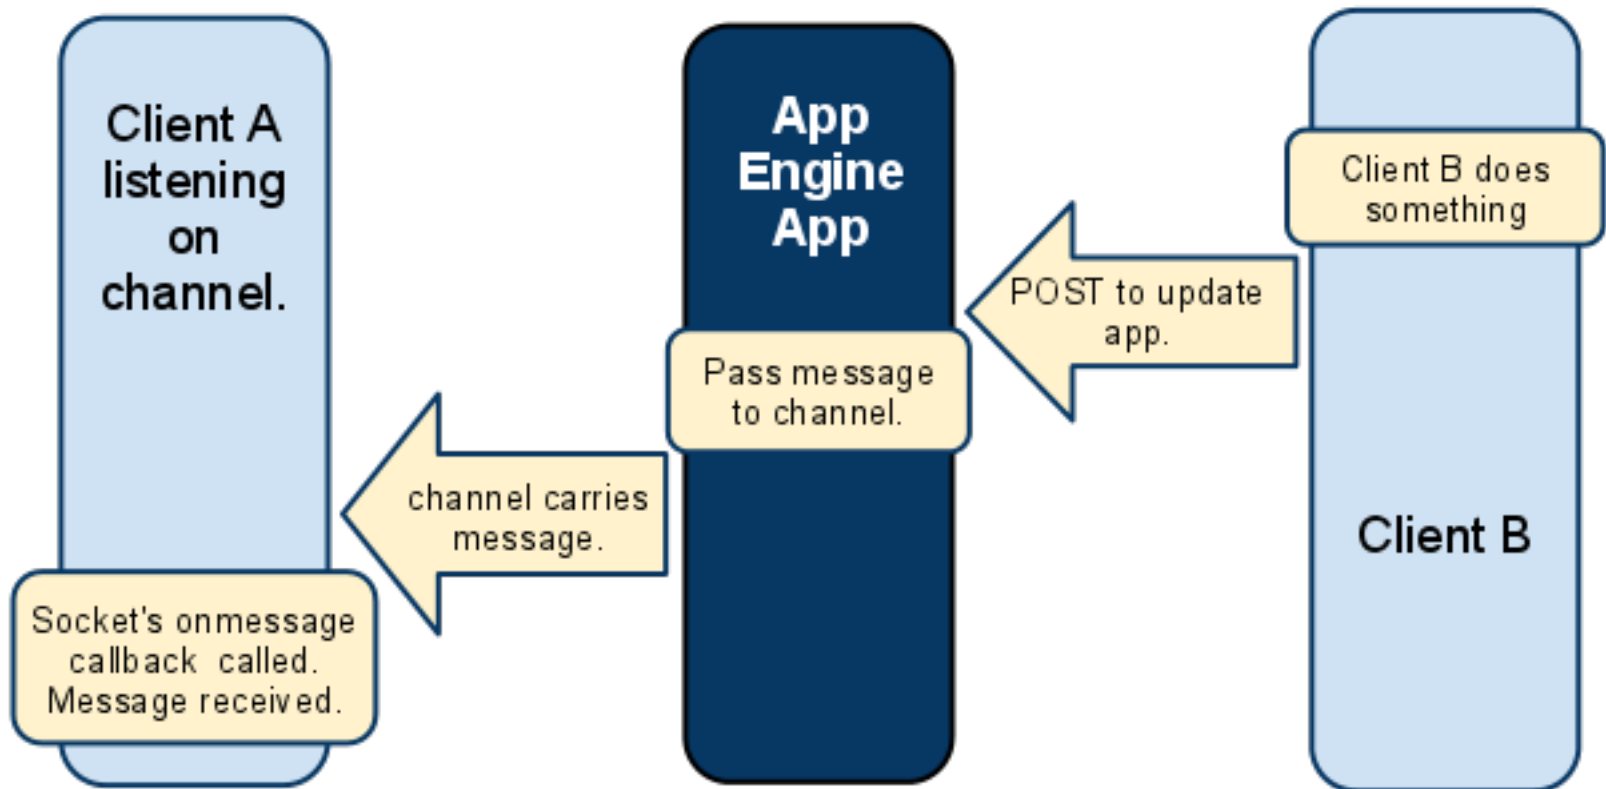 Client A
listening
on
channel.
Socket's onmessage
callback called.
Message received.
channel carries
message.
App
Engine
App
Pass message
to channel.
POST to update
app.
Client B does
something
Client B